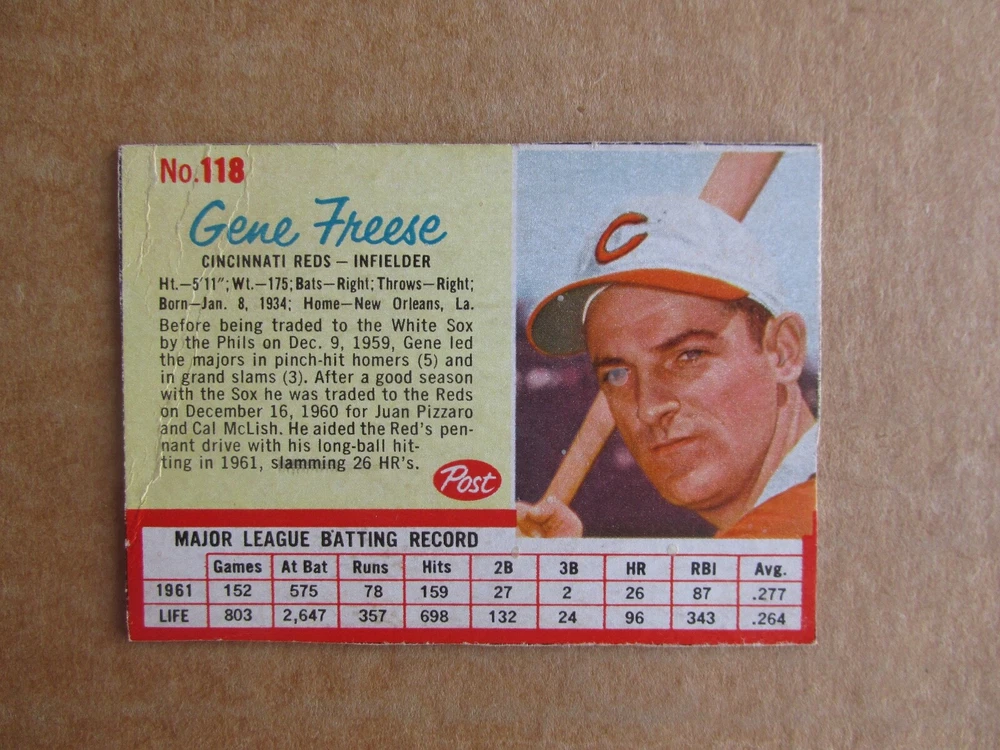 No.118
Gene Freese
CINCINNATI REDS – INFIELDER
Ht.–5'11"; Wt.–175; Bats–Right; Throws–Right;
Born–Jan. 8, 1934; Home–New Orleans, La.
Before being traded to the White Sox
by the Phils on Dec. 9, 1959, Gene led
the majors in pinch-hit homers (5) and
in grand slams (3). After a good season
with the Sox he was traded to the Reds
on December 16, 1960 for Juan Pizzaro
and Cal McLish. He aided the Red's pen-
nant drive with his long-ball hit-
ting in 1961, slamming 26 HR's.
Post
C
MAJOR LEAGUE BATTING RECORD
Games At Bat Runs Hits 2B 3B HR RBI Avg.
1961 152 575 78 159 27 2 26 87 .277
LIFE 803 2,647 357 698 132 24 96 343 .264